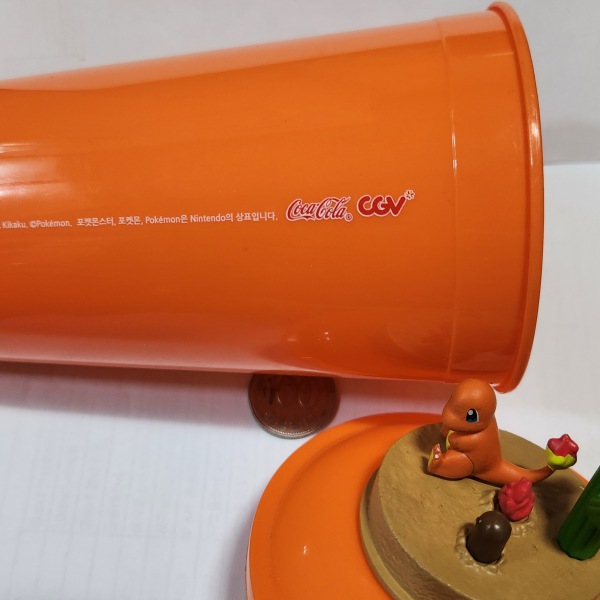 Kikaku, ©Pokémon. 포켓몬스터, 포켓몬, Pokémon은 Nintendo의 상표입니다. Coca-Cola® CGV